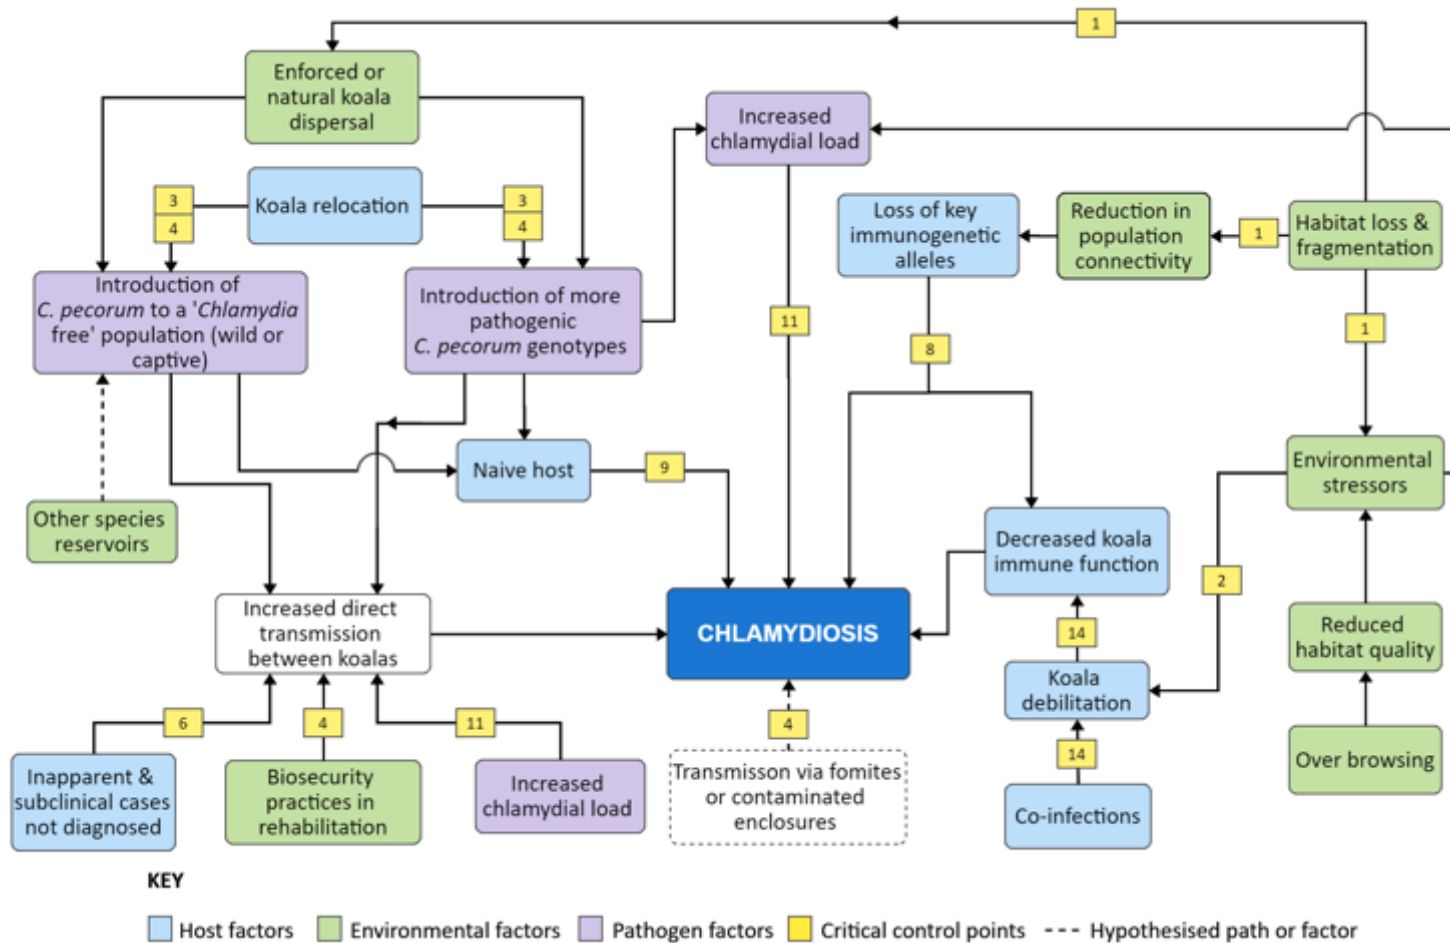 1
Enforced or
natural koala
dispersal
Increased
chlamydial load
3
4
Koala relocation
3
4
Loss of key
immunogenetic
alleles
Reduction in
population
connectivity
1
Habitat loss &
fragmentation
Introduction of
C. pecorum to a 'Chlamydia
free' population (wild or
captive)
Introduction of more
pathogenic
C. pecorum genotypes
11
8
1
Naive host
9
Environmental
stressors
Other species
reservoirs
Decreased koala
immune function
2
Increased direct
transmission
between koalas
CHLAMYDIOSIS
14
Reduced
habitat quality
Koala
debilitation
6
4
11
4
14
Inapparent &
subclinical cases
not diagnosed
Biosecurity
practices in
rehabilitation
Increased
chlamydial load
Transmisson via fomites
or contaminated
enclosures
Co-infections
Over browsing
KEY
Host factors
Environmental factors
Pathogen factors
Critical control points
Hypothesised path or factor